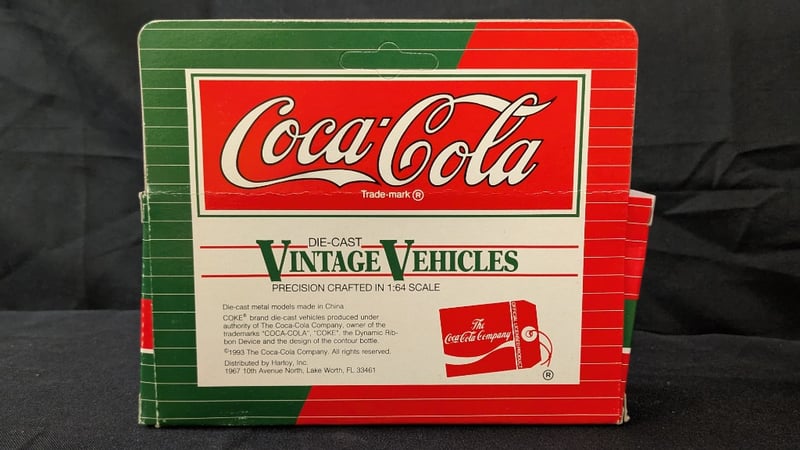 Coca-Cola
Trade-mark ®
DIE-CAST
VINTAGE VEHICLES
PRECISION CRAFTED IN 1:64 SCALE
Die-cast metal models made in China
COKE® brand die-cast vehicles produced under
authority of The Coca-Cola Company, owner of the
trademarks "COCA-COLA", "COKE", the Dynamic Rib-
bon Device and the design of the contour bottle.
©1993 The Coca-Cola Company. All rights reserved.
Distributed by Hartoy, Inc.
1967 10th Avenue North, Lake Worth, FL 33461
The
Coca-Cola Company
OFFICIAL LICENSED PRODUCT
®